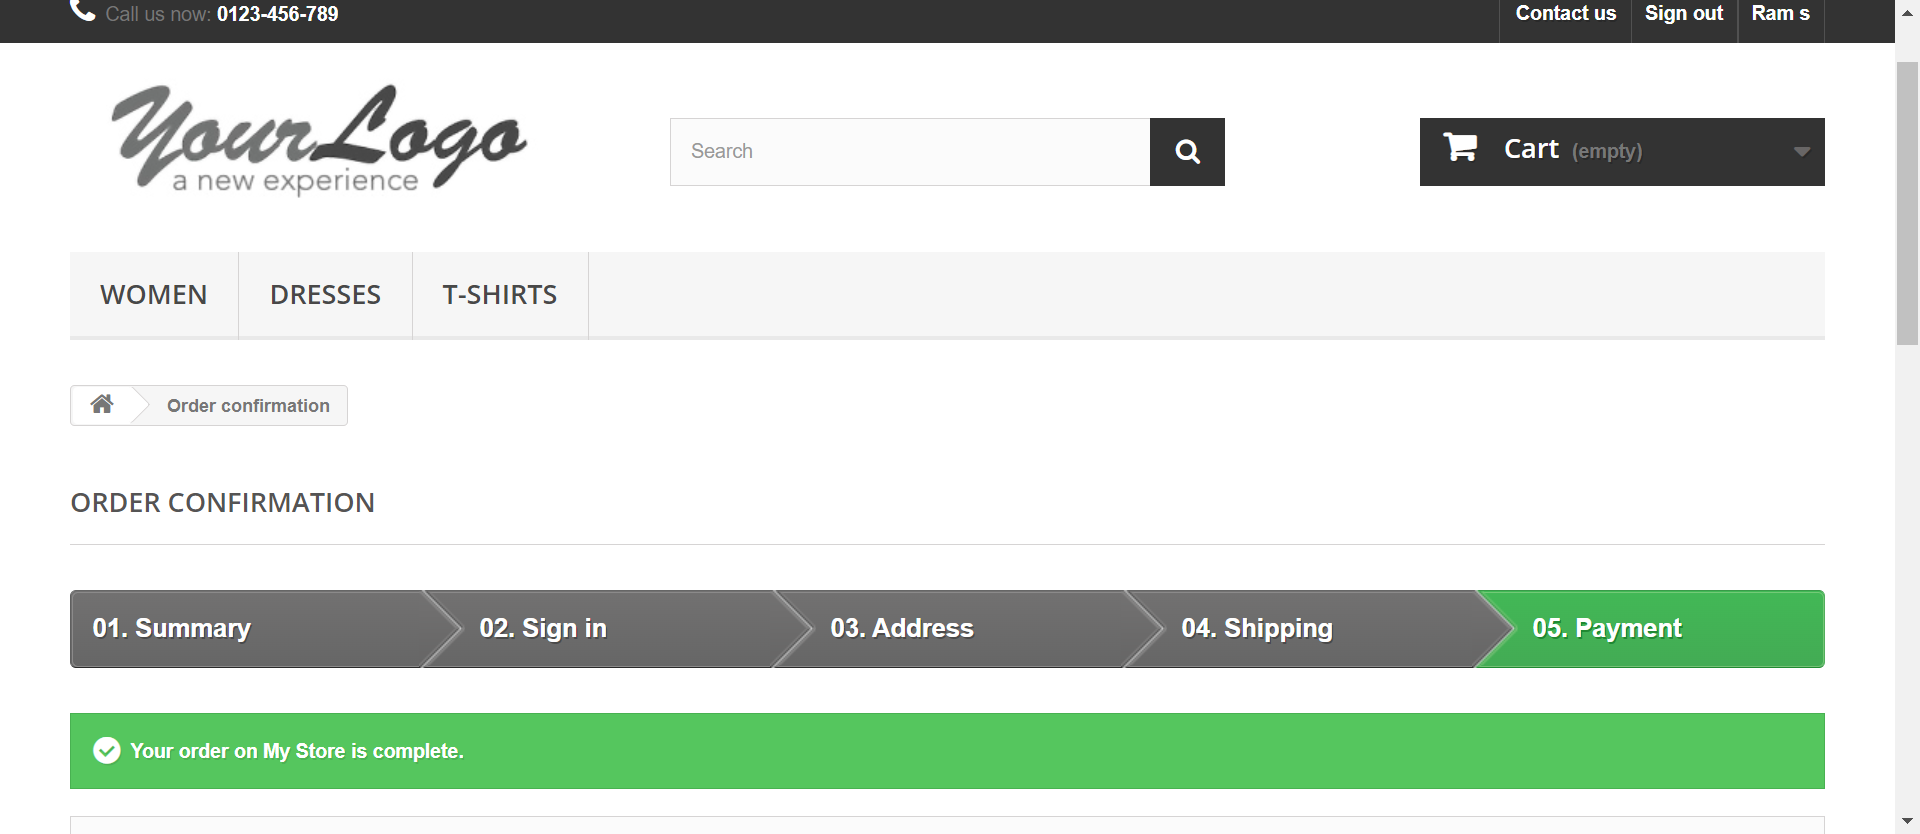 Call us now: 0123-456-789
Contact us
Sign out
Ram s
YourLogo
a new experience
Search
Cart (empty)
WOMEN
DRESSES
T-SHIRTS
Order confirmation
ORDER CONFIRMATION
01. Summary
02. Sign in
03. Address
04. Shipping
05. Payment
Your order on My Store is complete.